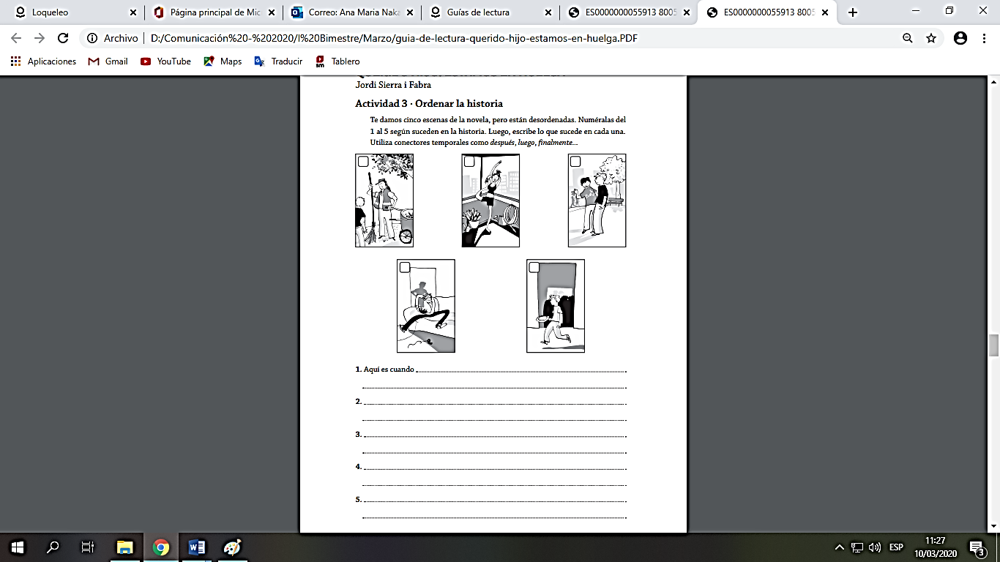 Loqueleo
Página principal de Mic
Correo: Ana Maria Naka
Guías de lectura
ES0000000055913 8005
ES0000000055913 8005
Archivo | D:/Comunicación%20-%202020/I%20Bimestre/Marzo/guia-de-lectura-querido-hijo-estamos-en-huelga.PDF
Aplicaciones
Gmail
YouTube
Maps
Traducir
sm
Tablero
Jordi Sierra i Fabra
Actividad 3 · Ordenar la historia
Te damos cinco escenas de la novela, pero están desordenadas. Numéralas del
1 al 5 según suceden en la historia. Luego, escribe lo que sucede en cada una.
Utiliza conectores temporales como después, luego, finalmente...
1. Aquí es cuando
2.
3.
4.
5.
ESP
11:27
10/03/2020
3